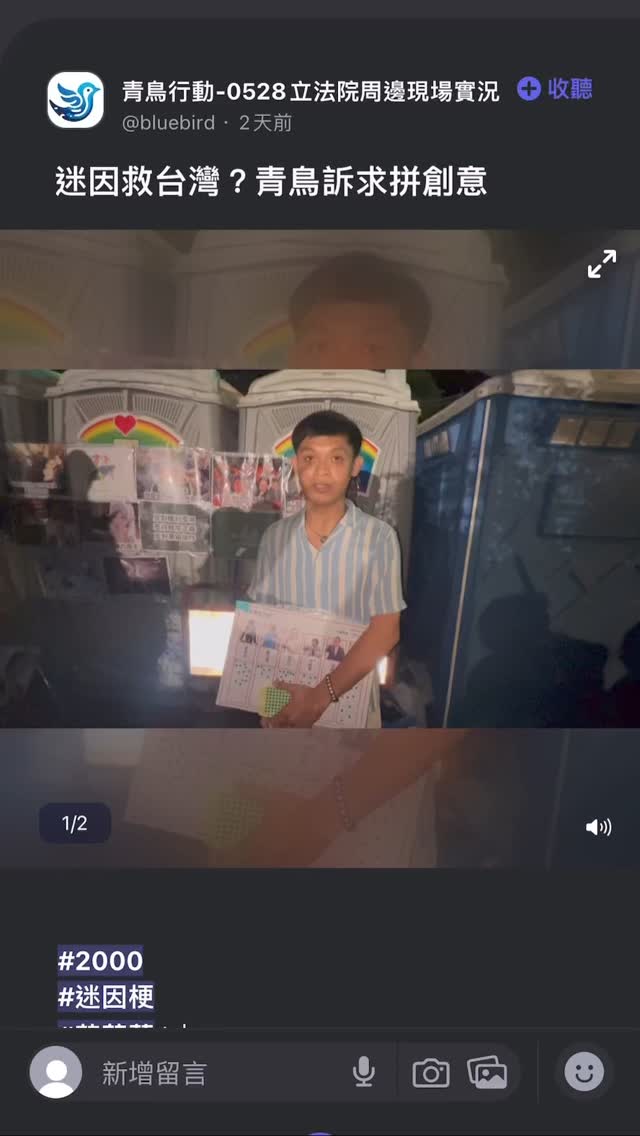 青鳥行動-0528立法院周邊現場實況
收聽
@bluebird · 2天前
迷因救台灣？青鳥訴求拼創意
1/2
#2000
#迷因梗
新增留言